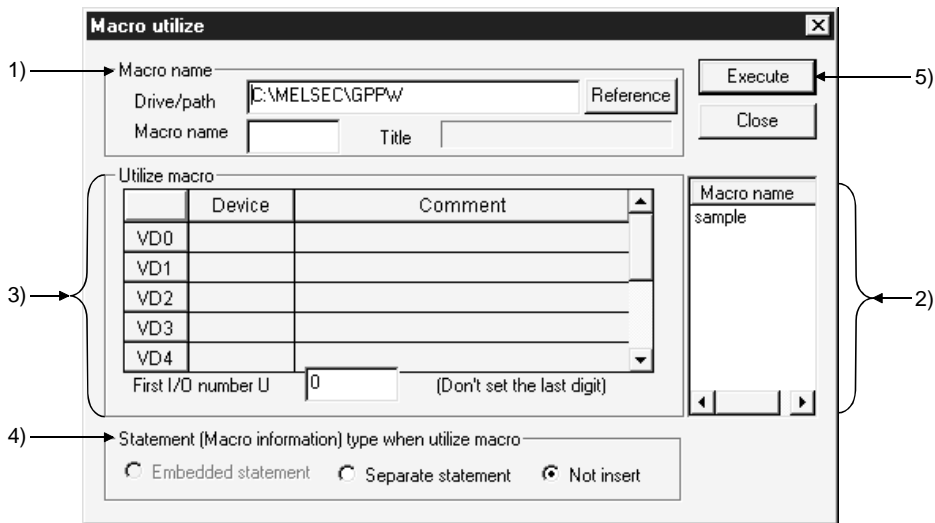 Macro utilize
1)
Macro name
Drive/path
C:\MELSEC\GPPW
Reference
Macro name
Title
Execute
5)
Close
Utilize macro
Device Comment
VD0
VD1
VD2
VD3
VD4
3)
First I/O number U
0
(Don't set the last digit)
Macro name
sample
2)
4)
Statement (Macro information) type when utilize macro
Embedded statement Separate statement Not insert